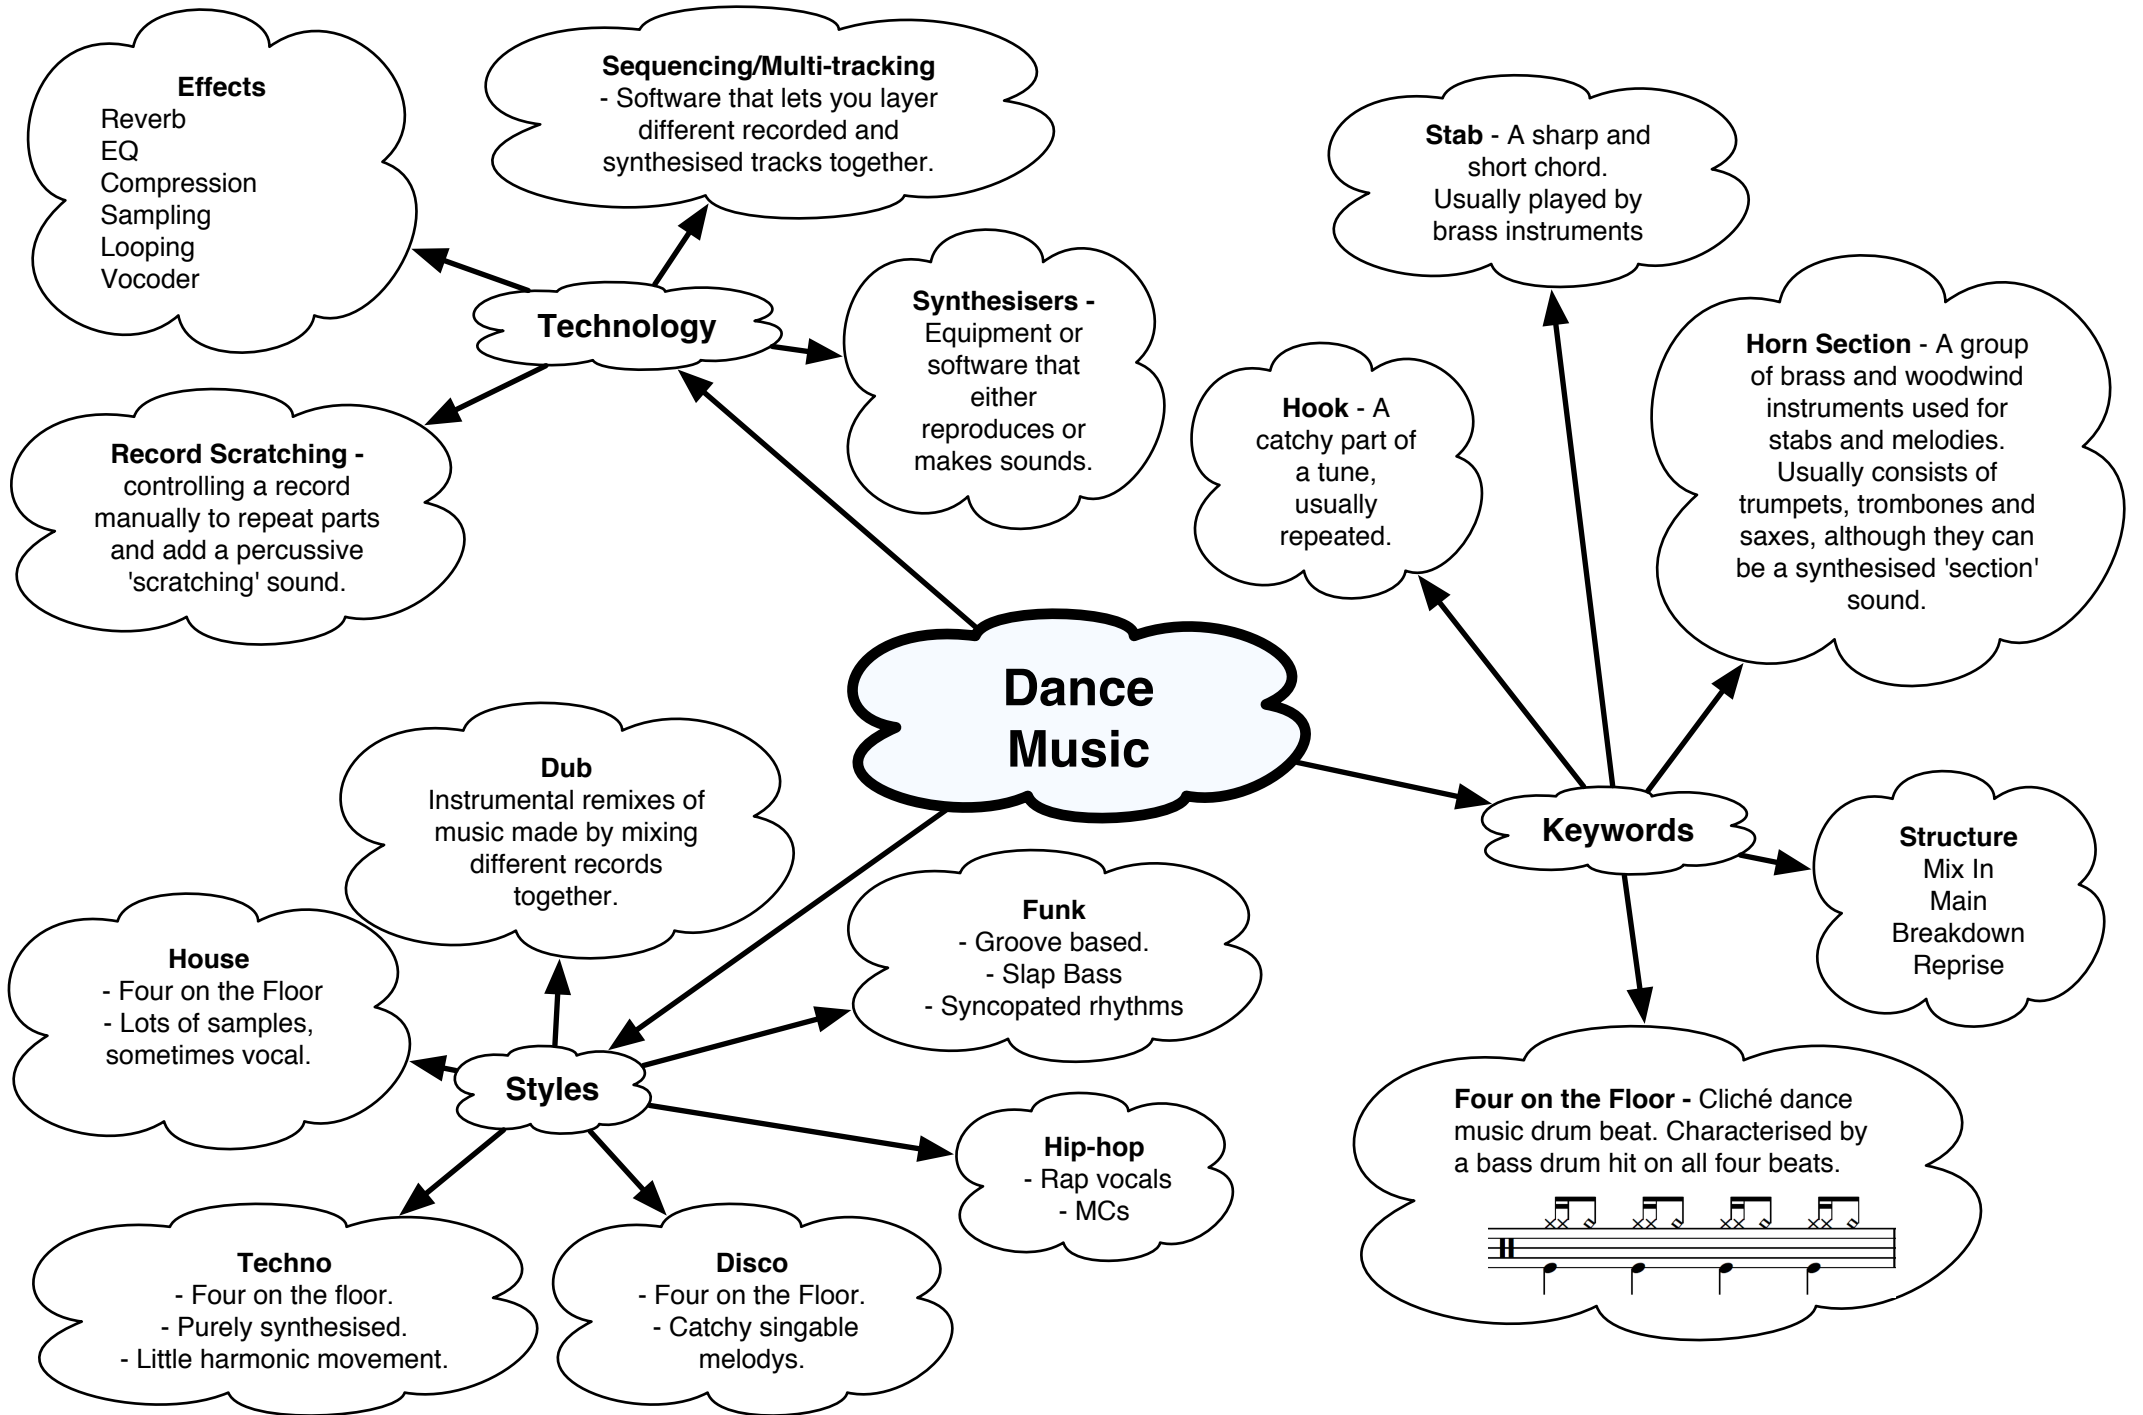 Effects
Reverb
EQ
Compression
Sampling
Looping
Vocoder
Sequencing/Multi-tracking
- Software that lets you layer
different recorded and
synthesised tracks together.
Stab - A sharp and
short chord.
Usually played by
brass instruments
Technology
Synthesisers -
Equipment or
software that
either
reproduces or
makes sounds.
Hook - A
catchy part of
a tune,
usually
repeated.
Horn Section - A group
of brass and woodwind
instruments used for
stabs and melodies.
Usually consists of
trumpets, trombones and
saxes, although they can
be a synthesised 'section'
sound.
Record Scratching -
controlling a record
manually to repeat parts
and add a percussive
'scratching' sound.
Dance
Music
Dub
Instrumental remixes of
music made by mixing
different records
together.
Keywords
Structure
Mix In
Main
Breakdown
Reprise
Funk
- Groove based.
- Slap Bass
- Syncopated rhythms
House
- Four on the Floor
- Lots of samples,
sometimes vocal.
Styles
Hip-hop
- Rap vocals
- MCs
Four on the Floor - Cliché dance
music drum beat. Characterised by
a bass drum hit on all four beats.
Techno
- Four on the floor.
- Purely synthesised.
- Little harmonic movement.
Disco
- Four on the Floor.
- Catchy singable
melodys.